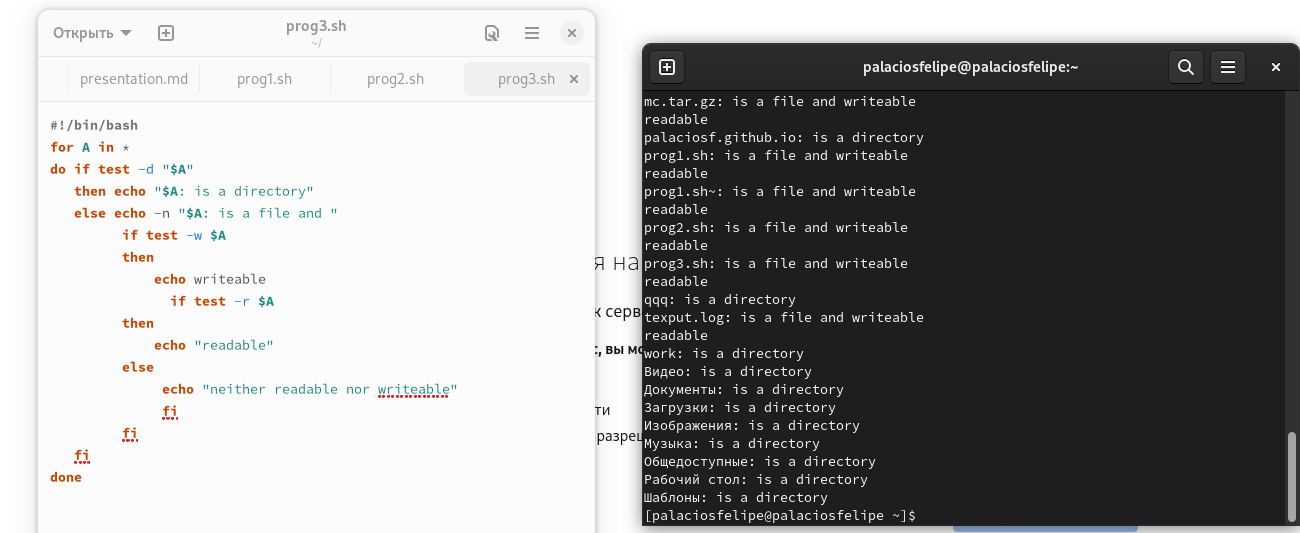 Открыть
prog3.sh
~/
presentation.md
prog1.sh
prog2.sh
prog3.sh
#!/bin/bash
for A in *
do if test -d "$A"
then echo "$A: is a directory"
else echo -n "$A: is a file and "
if test -w $A
then
echo writeable
if test -r $A
then
echo "readable"
else
echo "neither readable nor writeable"
fi
fi
fi
done
я на
к серв
с, вы мо
ти
разреш
palaciosfelipe@palaciosfelipe:~
mc.tar.gz: is a file and writeable
readable
palaciosf.github.io: is a directory
prog1.sh: is a file and writeable
readable
prog1.sh~: is a file and writeable
readable
prog2.sh: is a file and writeable
readable
prog3.sh: is a file and writeable
readable
qqq: is a directory
texput.log: is a file and writeable
readable
work: is a directory
Видео: is a directory
Документы: is a directory
Загрузки: is a directory
Изображения: is a directory
Музыка: is a directory
Общедоступные: is a directory
Рабочий стол: is a directory
Шаблоны: is a directory
[palaciosfelipe@palaciosfelipe ~]$